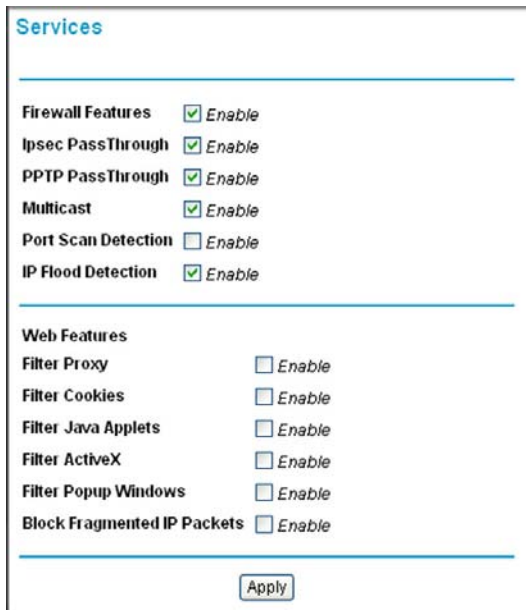 Services
Firewall Features Enable
Ipsec PassThrough Enable
PPTP PassThrough Enable
Multicast Enable
Port Scan Detection Enable
IP Flood Detection Enable
Web Features
Filter Proxy Enable
Filter Cookies Enable
Filter Java Applets Enable
Filter ActiveX Enable
Filter Popup Windows Enable
Block Fragmented IP Packets Enable
Apply